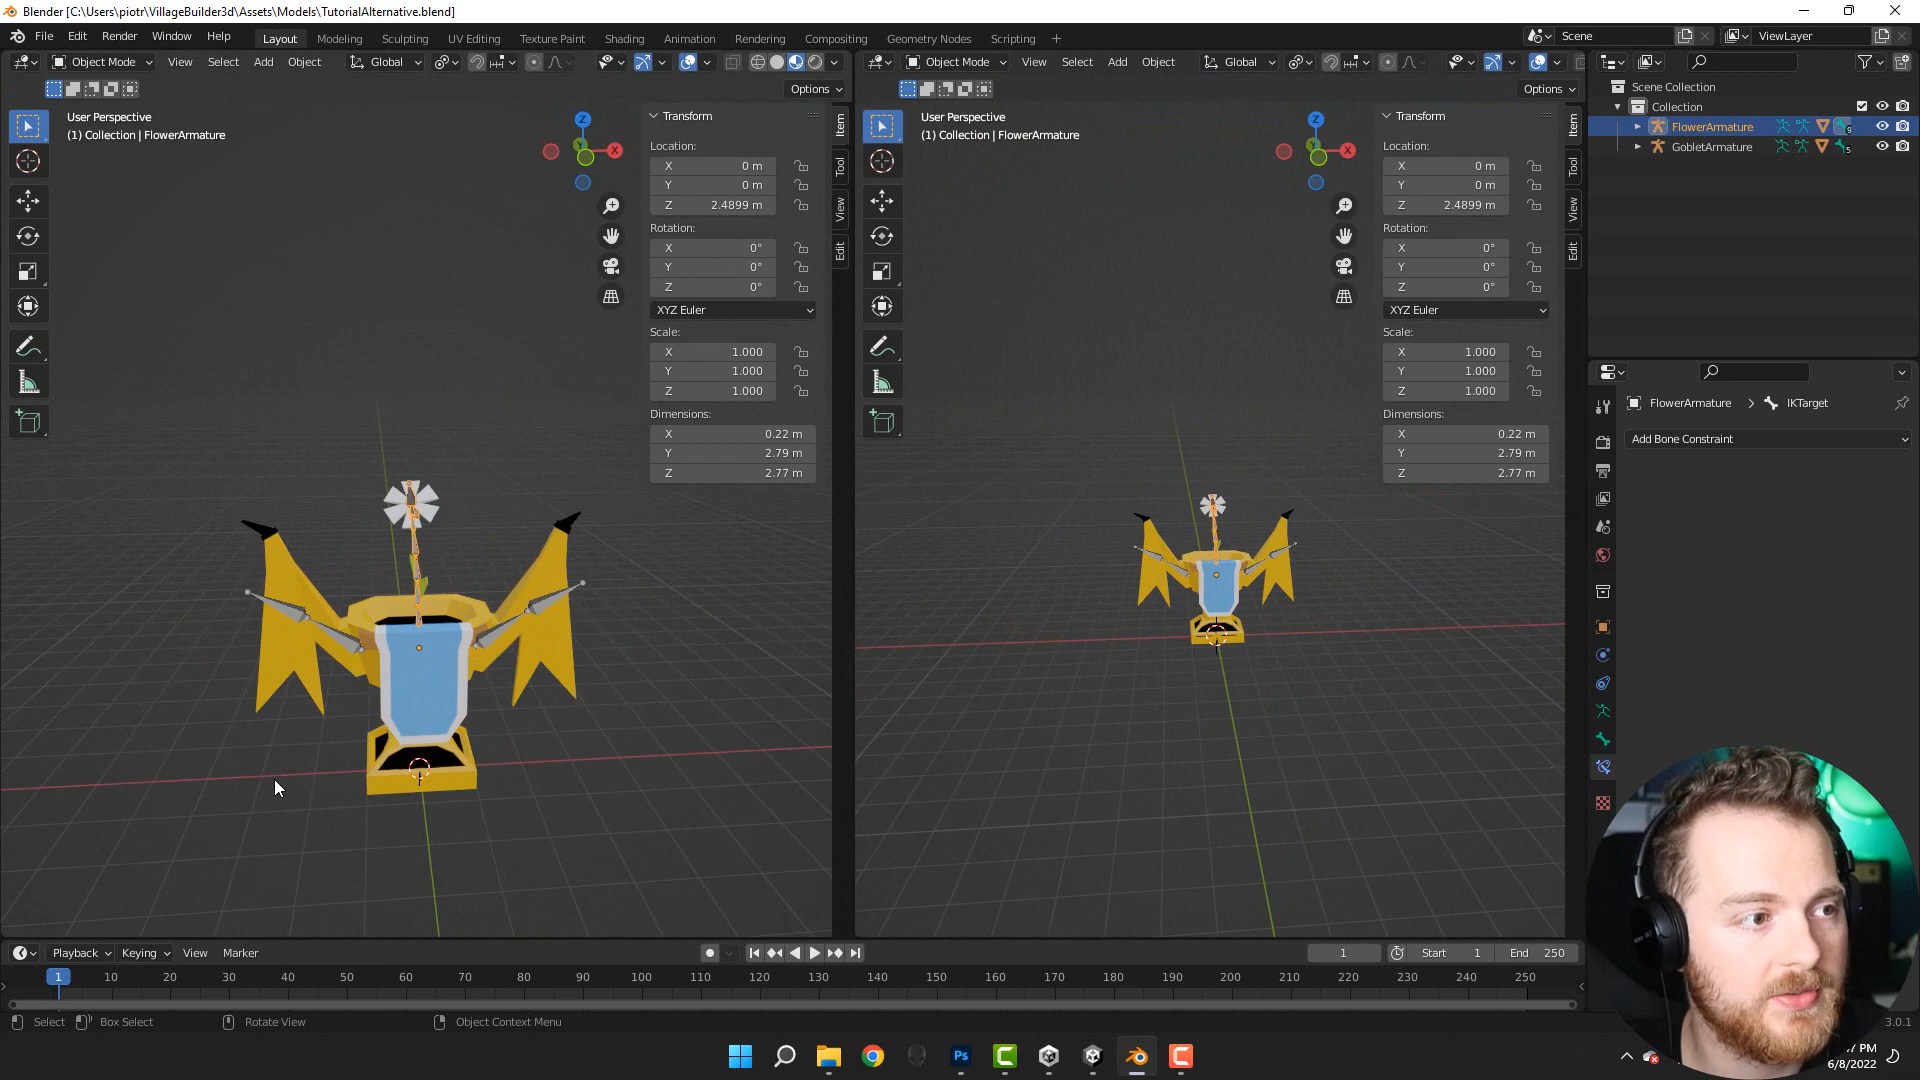 Blender [C:\Users\piotr\VillageBuilder3d\Assets\Models\TutorialAlternative.blend]
File Edit Render Window Help Layout Modeling Sculpting UV Editing Texture Paint Shading Animation Rendering Compositing Geometry Nodes Scripting + Scene ViewLayer
Object Mode View Select Add Object Global Object Mode View Select Add Object Global
Options Options
Scene Collection
Collection
FlowerArmature 9
GobletArmature 5
User Perspective
(1) Collection | FlowerArmature
Z
X
Y
Transform
Location:
X 0 m
Y 0 m
Z 2.4899 m
Rotation:
X 0°
Y 0°
Z 0°
XYZ Euler
Scale:
X 1.000
Y 1.000
Z 1.000
Dimensions:
X 0.22 m
Y 2.79 m
Z 2.77 m
Item
Tool
View
Edit
User Perspective
(1) Collection | FlowerArmature
Z
X
Y
Transform
Location:
X 0 m
Y 0 m
Z 2.4899 m
Rotation:
X 0°
Y 0°
Z 0°
XYZ Euler
Scale:
X 1.000
Y 1.000
Z 1.000
Dimensions:
X 0.22 m
Y 2.79 m
Z 2.77 m
Item
Tool
View
Edit
FlowerArmature > IKTarget
Add Bone Constraint
Playback Keying View Marker 1 Start 1 End 250
1 10 20 30 40 50 60 70 80 90 100 110 120 130 140 150 160 170 180 190 200 210 220 230 240 250
Select Box Select Rotate View Object Context Menu 3.0.1
Ps
7 PM
6/8/2022